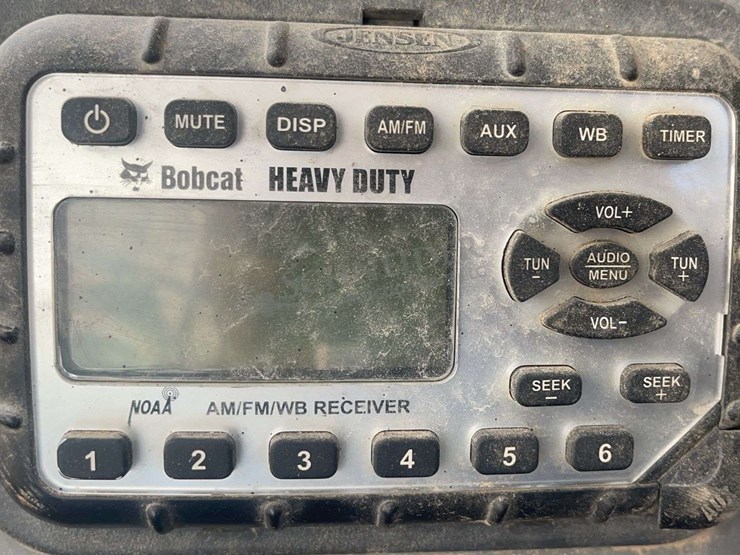 JENSEN
MUTE DISP AM/FM AUX WB TIMER
Bobcat HEAVY DUTY
VOL+
TUN - AUDIO MENU TUN +
VOL-
SEEK - SEEK +
NOAA AM/FM/WB RECEIVER
1 2 3 4 5 6